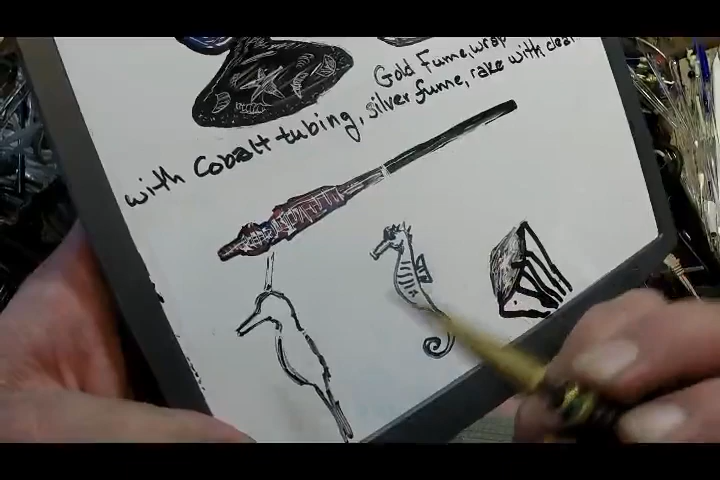 Gold Fume, wrap
with Cobalt tubing, silver fume, rake with clear